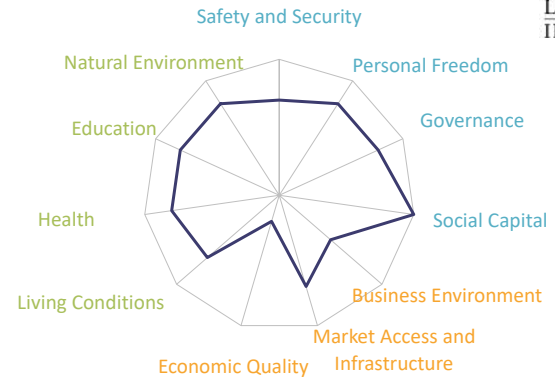 Safety and Security
Natural Environment
Personal Freedom
Education
Governance
Health
Social Capital
Living Conditions
Business Environment
Market Access and
Infrastructure
Economic Quality